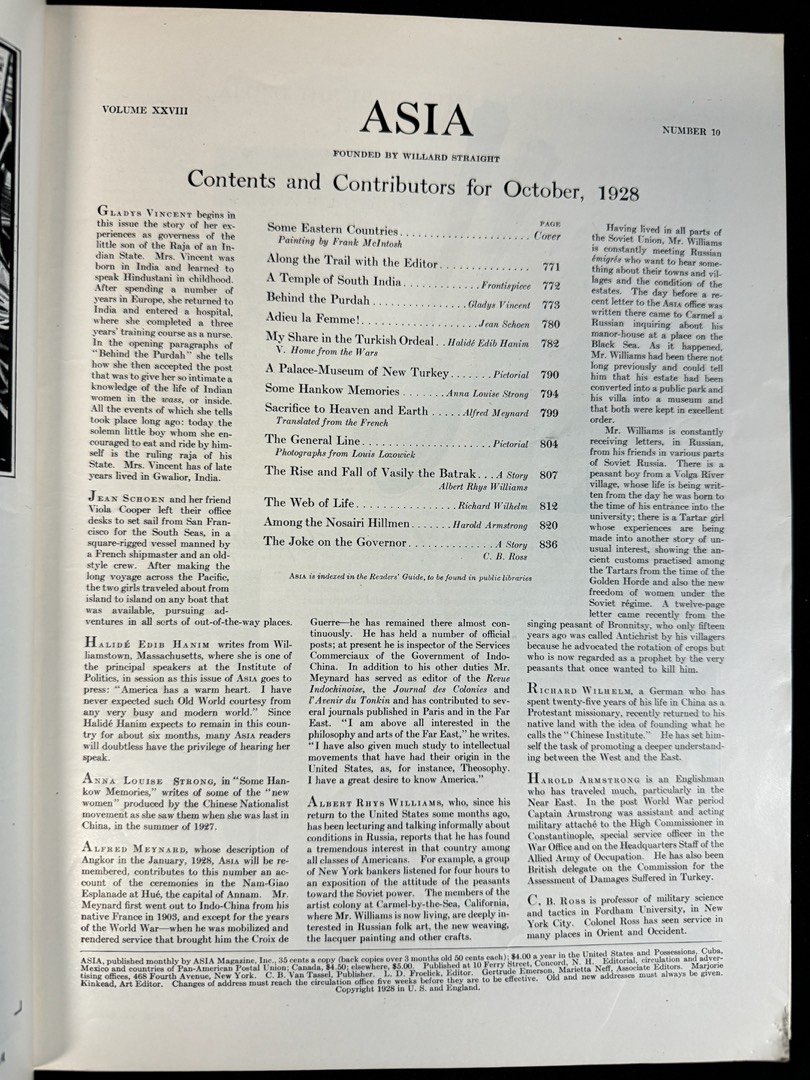 VOLUME XXVIII
ASIA
NUMBER 10
FOUNDED BY WILLARD STRAIGHT
Contents and Contributors for October, 1928
GLADYS VINCENT begins in
this issue the story of her ex-
periences as governess of the
little son of the Raja of an In-
dian State. Mrs. Vincent was
born in India and learned to
speak Hindustani in childhood.
After spending a number of
years in Europe, she returned to
India and entered a hospital,
where she completed a three
years' training course as a nurse.
In the opening paragraphs of
"Behind the Purdah" she tells
how she then accepted the post
that was to give her so intimate a
knowledge of the life of Indian
women in the wass, or inside.
All the events of which she tells
took place long ago: today the
solemn little boy whom she en-
couraged to eat and ride by him-
self is the ruling raja of his
State. Mrs. Vincent has of late
years lived in Gwalior, India.
JEAN SCHOEN and her friend
Viola Cooper left their office
desks to set sail from San Fran-
cisco for the South Seas, in a
square-rigged vessel manned by
a French shipmaster and an old-
style crew. After making the
long voyage across the Pacific,
the two girls traveled about from
island to island on any boat that
was available, pursuing ad-
ventures in all sorts of out-of-the-way places.
HALIDÉ EDIB HANIM writes from Wil-
liamstown, Massachusetts, where she is one of
the principal speakers at the Institute of
Politics, in session as this issue of ASIA goes to
press: "America has a warm heart. I have
never expected such Old World courtesy from
any very busy and modern world." Since
Halidé Hanim expects to remain in this coun-
try for about six months, many ASIA readers
will doubtless have the privilege of hearing her
speak.
ANNA LOUISE STRONG, in "Some Han-
kow Memories," writes of some of the "new
women" produced by the Chinese Nationalist
movement as she saw them when she was last in
China, in the summer of 1927.
ALFRED MEYNARD, whose description of
Angkor in the January, 1928, ASIA will be re-
membered, contributes to this number an ac-
count of the ceremonies in the Nam-Giao
Esplanade at Hué, the capital of Annam. Mr.
Meynard first went out to Indo-China from his
native France in 1903, and except for the years
of the World War—when he was mobilized and
rendered service that brought him the Croix de
PAGE
Some Eastern Countries . . . . . . . . . . . . . . . . . . . . . . Cover
Painting by Frank McIntosh
Along the Trail with the Editor . . . . . . . . . . . . . . . 771
A Temple of South India . . . . . . . . . . . . Frontispiece 772
Behind the Purdah . . . . . . . . . . . . . . . Gladys Vincent 773
Adieu la Femme! . . . . . . . . . . . . . . . . . . Jean Schoen 780
My Share in the Turkish Ordeal . . Halidé Edib Hanim 782
V. Home from the Wars
A Palace-Museum of New Turkey . . . . . . . Pictorial 790
Some Hankow Memories . . . . . . . Anna Louise Strong 794
Sacrifice to Heaven and Earth . . . . . Alfred Meynard 799
Translated from the French
The General Line . . . . . . . . . . . . . . . . . . . . . Pictorial 804
Photographs from Louis Lozowick
The Rise and Fall of Vasily the Batrak . . . A Story 807
Albert Rhys Williams
The Web of Life . . . . . . . . . . . . . . . . Richard Wilhelm 812
Among the Nosairi Hillmen . . . . . . . Harold Armstrong 820
The Joke on the Governor . . . . . . . . . . . . . . A Story 836
C. B. Ross
ASIA is indexed in the Readers' Guide, to be found in public libraries
Guerre—he has remained there almost con-
tinuously. He has held a number of official
posts; at present he is inspector of the Services
Commerciaux of the Government of Indo-
China. In addition to his other duties Mr.
Meynard has served as editor of the Revue
Indochinoise, the Journal des Colonies and
l'Avenir du Tonkin and has contributed to sev-
eral journals published in Paris and in the Far
East. "I am above all interested in the
philosophy and arts of the Far East," he writes.
"I have also given much study to intellectual
movements that have had their origin in the
United States, as, for instance, Theosophy.
I have a great desire to know America."
ALBERT RHYS WILLIAMS, who, since his
return to the United States some months ago,
has been lecturing and talking informally about
conditions in Russia, reports that he has found
a tremendous interest in that country among
all classes of Americans. For example, a group
of New York bankers listened for four hours to
an exposition of the attitude of the peasants
toward the Soviet power. The members of the
artist colony at Carmel-by-the-Sea, California,
where Mr. Williams is now living, are deeply in-
terested in Russian folk art, the new weaving,
the lacquer painting and other crafts.
Having lived in all parts of
the Soviet Union, Mr. Williams
is constantly meeting Russian
émigrés who want to hear some-
thing about their towns and vil-
lages and the condition of the
estates. The day before a re-
cent letter to the ASIA office was
written there came to Carmel a
Russian inquiring about his
manor-house at a place on the
Black Sea. As it happened,
Mr. Williams had been there not
long previously and could tell
him that his estate had been
converted into a public park and
his villa into a museum and
that both were kept in excellent
order.
Mr. Williams is constantly
receiving letters, in Russian,
from his friends in various parts
of Soviet Russia. There is a
peasant boy from a Volga River
village, whose life is being writ-
ten from the day he was born to
the time of his entrance into the
university; there is a Tartar girl
whose experiences are being
made into another story of un-
usual interest, showing the an-
cient customs practised among
the Tartars from the time of the
Golden Horde and also the new
freedom of women under the
Soviet régime. A twelve-page
letter came recently from the
singing peasant of Bronnitsy, who only fifteen
years ago was called Antichrist by his villagers
because he advocated the rotation of crops but
who is now regarded as a prophet by the very
peasants that once wanted to kill him.
RICHARD WILHELM, a German who has
spent twenty-five years of his life in China as a
Protestant missionary, recently returned to his
native land with the idea of founding what he
calls the "Chinese Institute." He has set him-
self the task of promoting a deeper understand-
ing between the West and the East.
HAROLD ARMSTRONG is an Englishman
who has traveled much, particularly in the
Near East. In the post World War period
Captain Armstrong was assistant and acting
military attaché to the High Commissioner in
Constantinople, special service officer in the
War Office and on the Headquarters Staff of the
Allied Army of Occupation. He has also been
British delegate on the Commission for the
Assessment of Damages Suffered in Turkey.
C. B. ROSS is professor of military science
and tactics in Fordham University, in New
York City. Colonel Ross has seen service in
many places in Orient and Occident.
ASIA, published monthly by ASIA Magazine, Inc., 35 cents a copy (back copies over 3 months old 50 cents each); $4.00 a year in the United States and Possessions, Cuba,
Mexico and countries of Pan-American Postal Union; Canada, $4.50; elsewhere, $5.00. Published at 10 Ferry Street, Concord, N. H. Editorial, circulation and adver-
tising offices, 468 Fourth Avenue, New York. C. B. Van Tassel, Publisher. L. D. Froelick, Editor. Gertrude Emerson, Marietta Neff, Associate Editors. Marjorie
Kinkead, Art Editor. Changes of address must reach the circulation office five weeks before they are to be effective. Old and new addresses must always be given.
Copyright 1928 in U. S. and England.